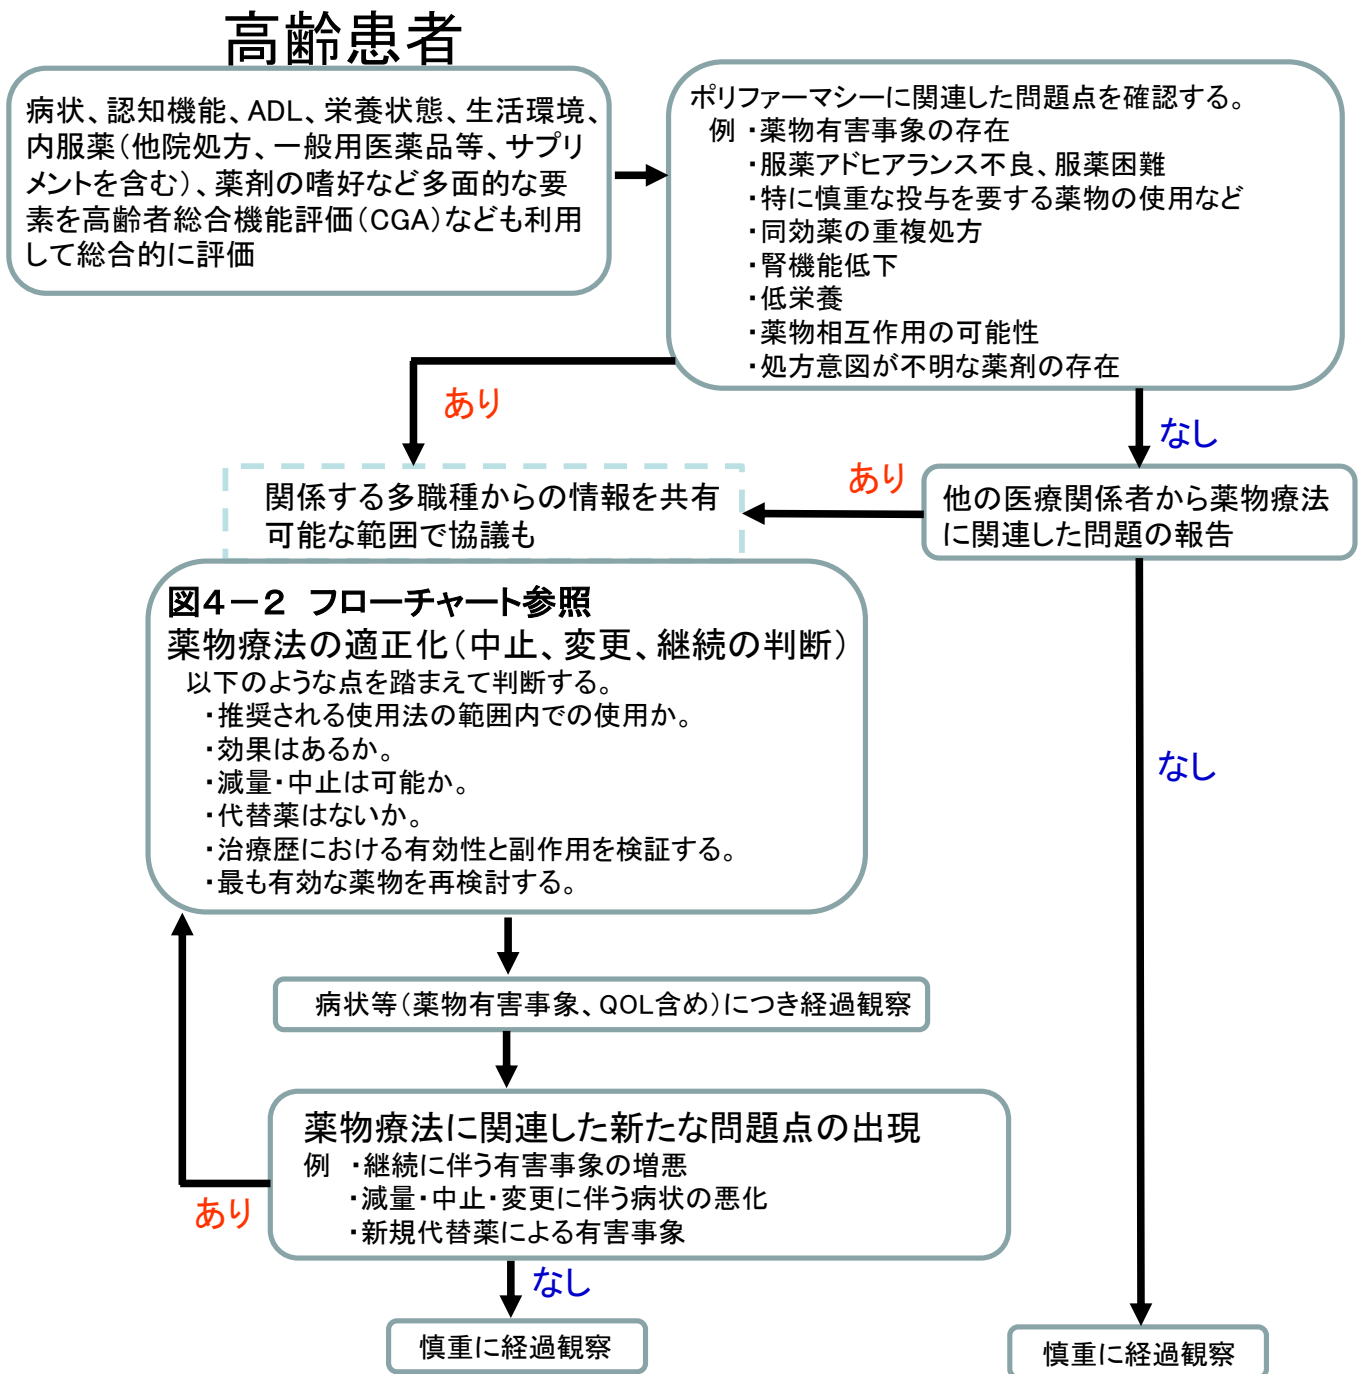 高齢患者
病状、認知機能、ADL、栄養状態、生活環境、
内服薬(他院処方、一般用医薬品等、サプリ
メントを含む)、薬剤の嗜好など多面的な要
素を高齢者総合機能評価(CGA)なども利用
して総合的に評価
ポリファーマシーに関連した問題点を確認する。
例 ・薬物有害事象の存在
・服薬アドヒアランス不良、服薬困難
・特に慎重な投与を要する薬物の使用など
・同効薬の重複処方
・腎機能低下
・低栄養
・薬物相互作用の可能性
・処方意図が不明な薬剤の存在
あり
なし
あり
他の医療関係者から薬物療法
に関連した問題の報告
関係する多職種からの情報を共有
可能な範囲で協議も
図4-2 フローチャート参照
薬物療法の適正化(中止、変更、継続の判断)
以下のような点を踏まえて判断する。
・推奨される使用法の範囲内での使用か。
・効果はあるか。
・減量・中止は可能か。
・代替薬はないか。
・治療歴における有効性と副作用を検証する。
・最も有効な薬物を再検討する。
なし
病状等(薬物有害事象、QOL含め)につき経過観察
薬物療法に関連した新たな問題点の出現
例 ・継続に伴う有害事象の増悪
・減量・中止・変更に伴う病状の悪化
・新規代替薬による有害事象
あり
なし
慎重に経過観察
慎重に経過観察